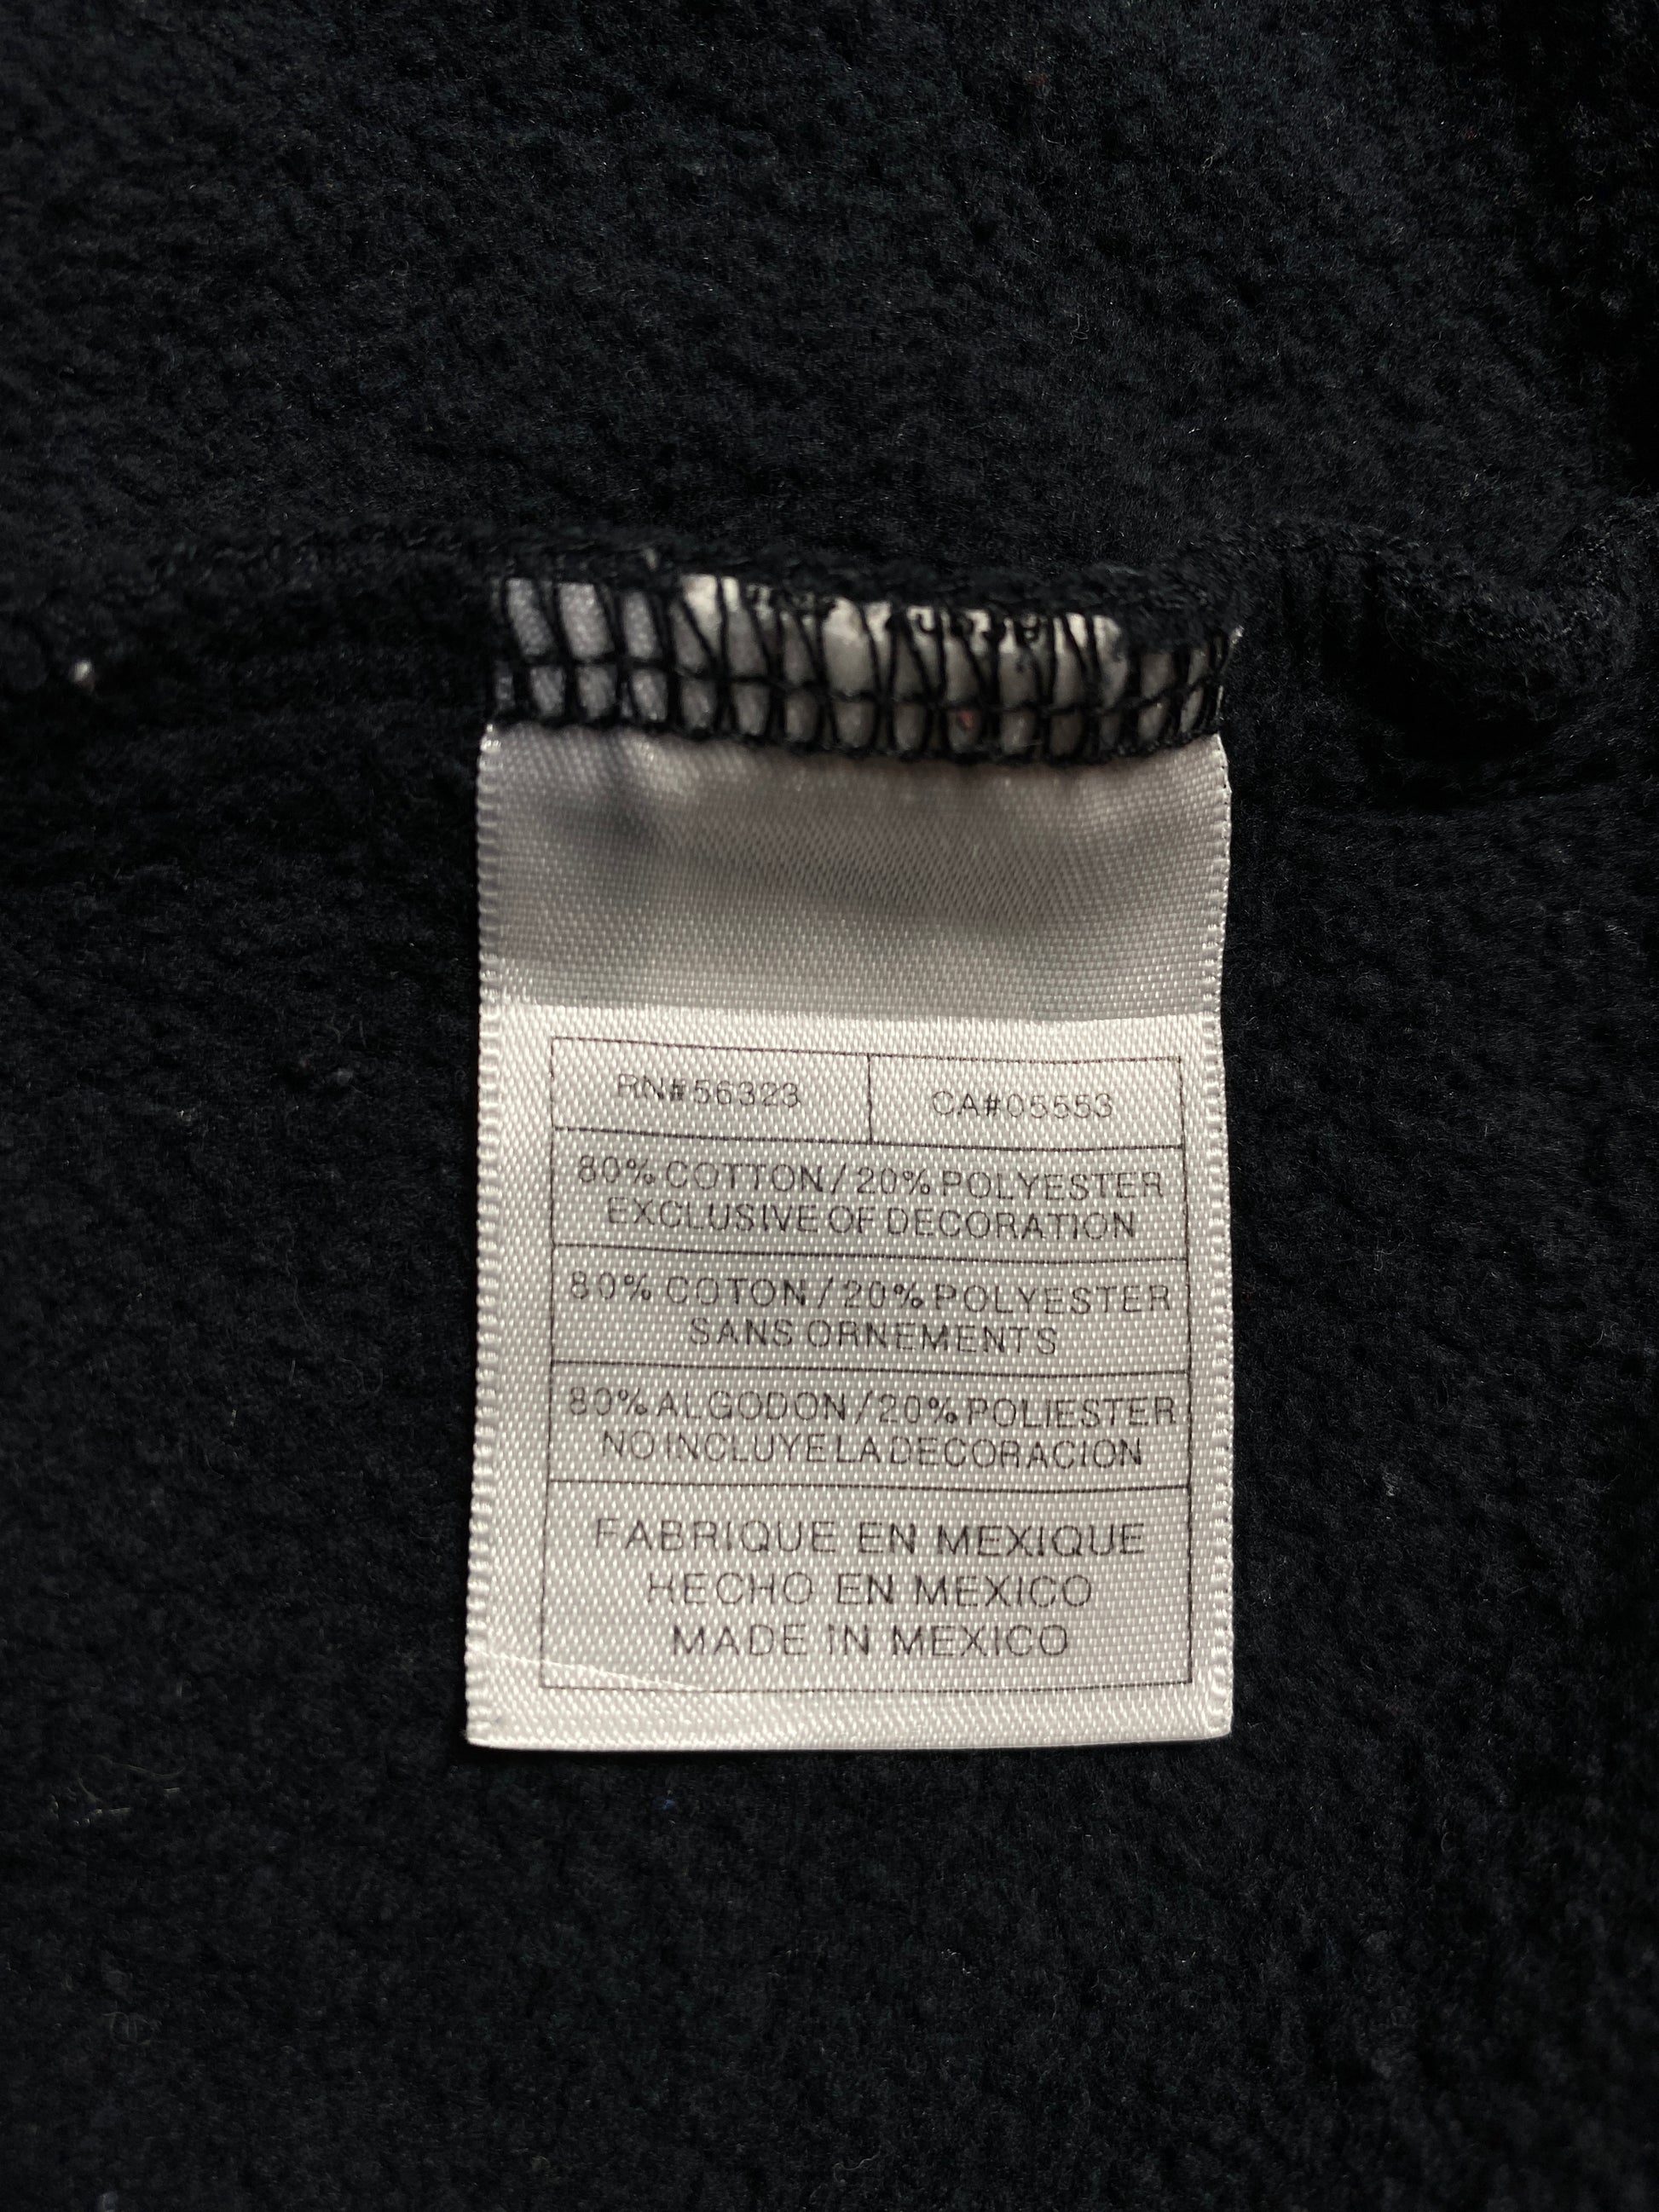 RN#56323 CA#05553
80% COTTON/20% POLYESTER
EXCLUSIVE OF DECORATION
80% COTON/20% POLYESTER
SANS ORNEMENTS
80% ALGODON/20% POLIESTER
NO INCLUYE LA DECORACION
FABRIQUE EN MEXIQUE
HECHO EN MEXICO
MADE IN MEXICO